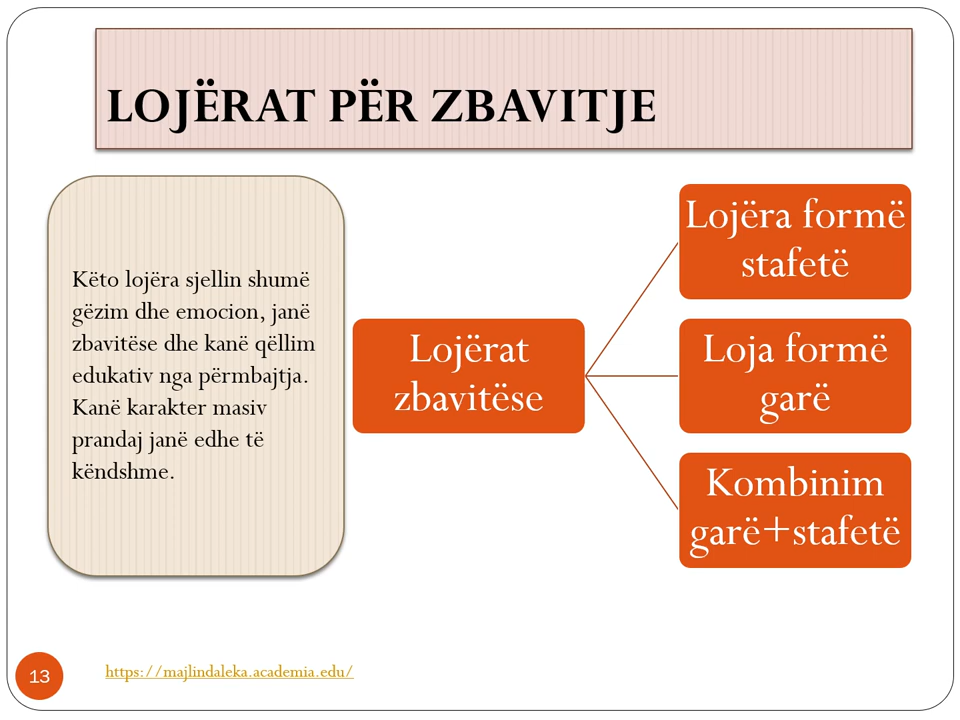 LOJËRAT PËR ZBAVITJE
Këto lojëra sjellin shumë
gëzim dhe emocion, janë
zbavitëse dhe kanë qëllim
edukativ nga përmbajtja.
Kanë karakter masiv
prandaj janë edhe të
këndshme.
Lojërat
zbavitëse
Lojëra formë
stafetë
Loja formë
garë
Kombinim
garë+stafetë
13
https://majlindaleka.academia.edu/